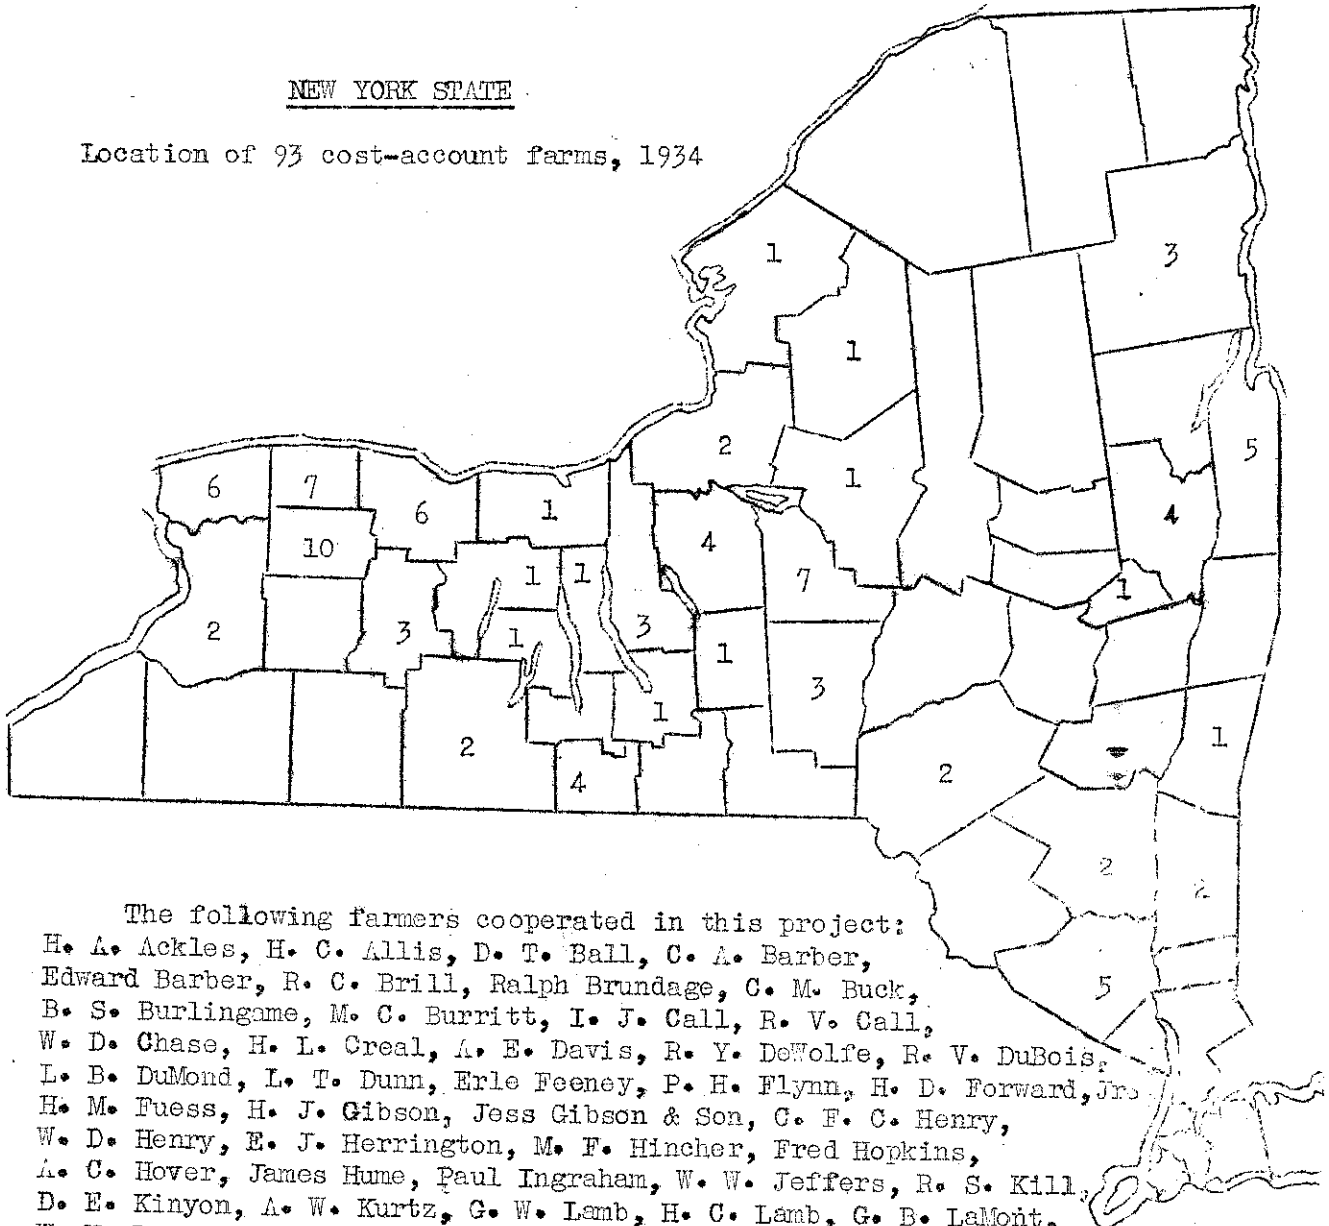 NEW YORK STATE
Location of 93 cost-account farms, 1934
1
3
1
2
5
1
6
7
6
1
4
4
10
1
1
7
1
2
3
1
3
1
3
1
2
4
2
1
2
2
5
The following farmers cooperated in this project:
H. A. Ackles, H. C. Allis, D. T. Ball, C. A. Barber,
Edward Barber, R. C. Brill, Ralph Brundage, C. M. Buck,
B. S. Burlingame, M. C. Burritt, I. J. Call, R. V. Call,
W. D. Chase, H. L. Creal, A. E. Davis, R. Y. DeWolfe, R. V. DuBois,
L. B. DuMond, L. T. Dunn, Erle Feeney, P. H. Flynn, H. D. Forward,Jr.
H. M. Fuess, H. J. Gibson, Jess Gibson & Son, C. F. C. Henry,
W. D. Henry, E. J. Herrington, M. F. Hincher, Fred Hopkins,
A. C. Hover, James Hume, Paul Ingraham, W. W. Jeffers, R. S. Kill,
D. E. Kinyon, A. W. Kurtz, G. W. Lamb, H. C. Lamb, G. B. LaMont,